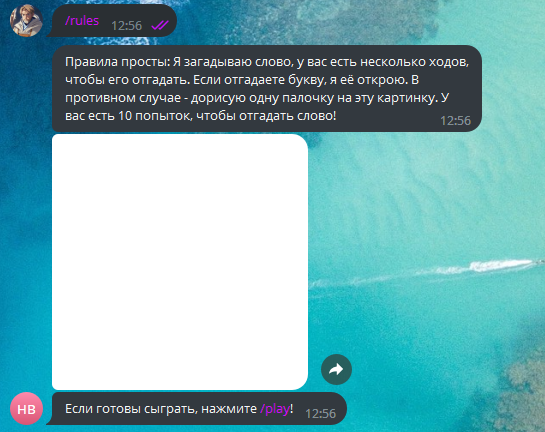 /rules 12:56
Правила просты: Я загадываю слово, у вас есть несколько ходов,
чтобы его отгадать. Если отгадаете букву, я её открою. В
противном случае - дорисую одну палочку на эту картинку. У
вас есть 10 попыток, чтобы отгадать слово!
12:56
НВ
Если готовы сыграть, нажмите /play! 12:56